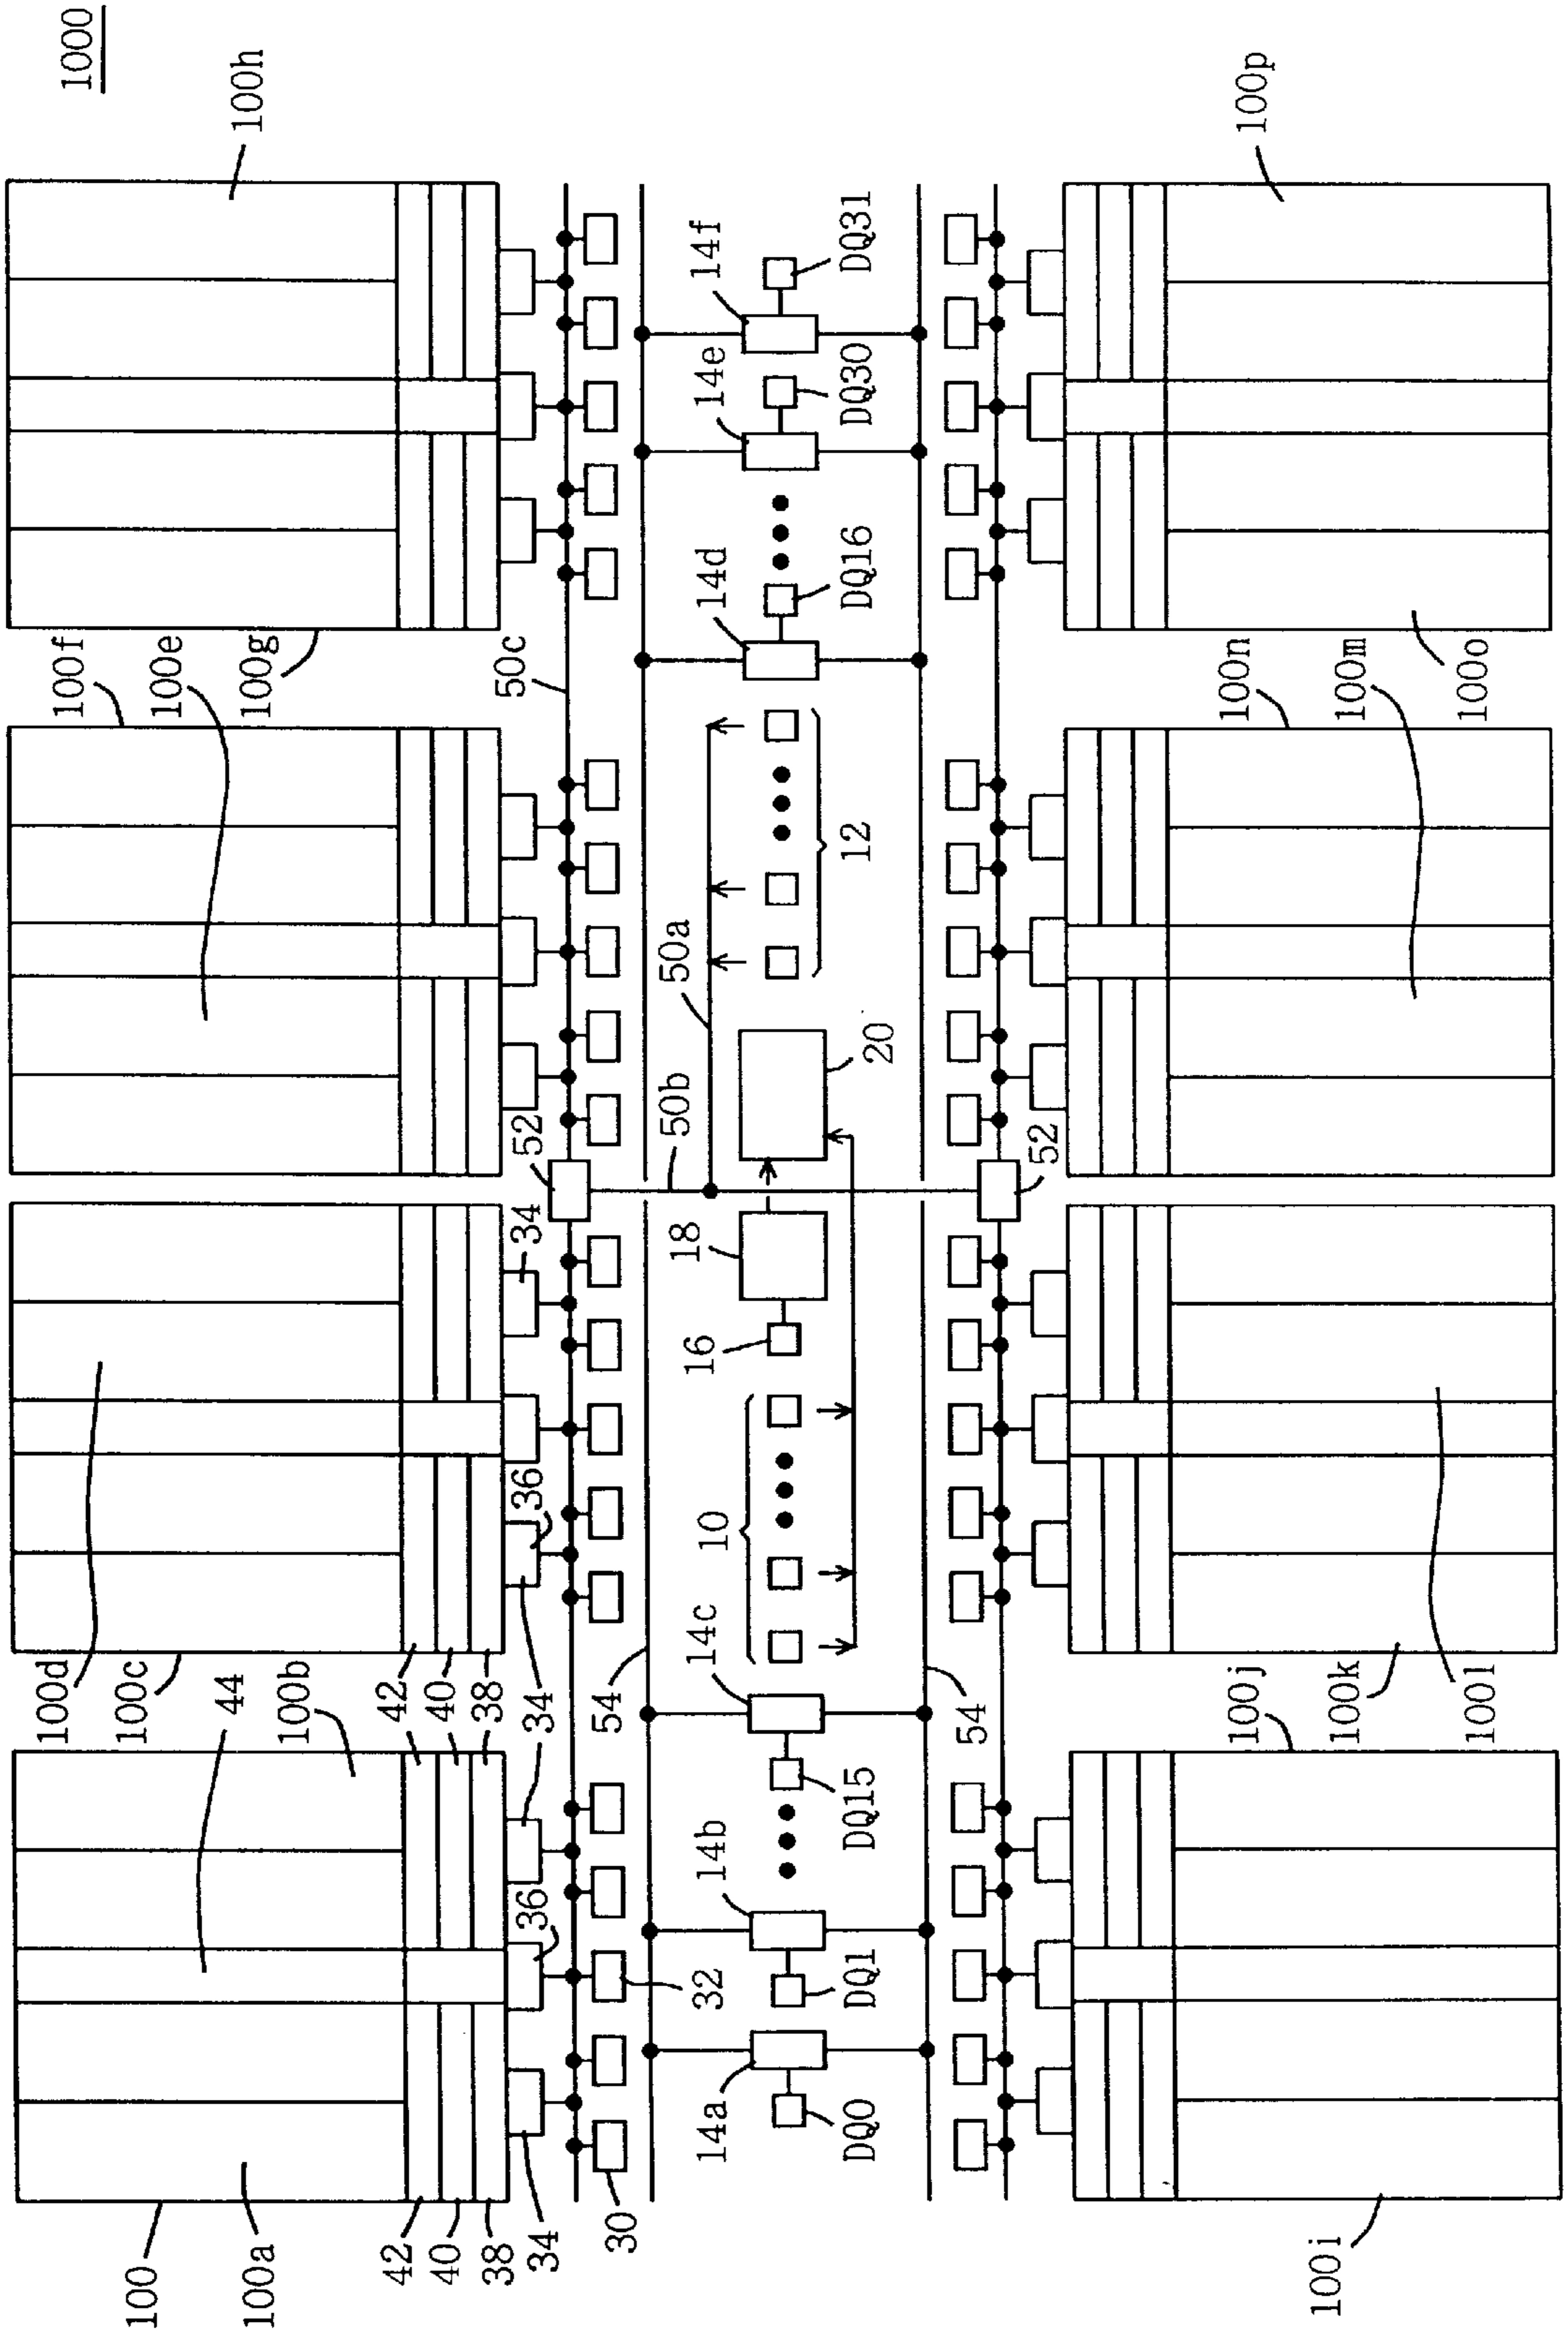 1000
100h
100p
100f
100e
100g
50c
14f
DQ31
14e
DQ30
14d
DQ16
100n
100m
100o
12
50a
50b
20
52
52
34
18
16
36
10
14c
54
54
100d
100c
44
100b
42
40
38
34
34
36
32
DQ15
14b
DQ1
14a
DQ0
100j
100k
100l
100
100a
42
40
38
34
30
100i